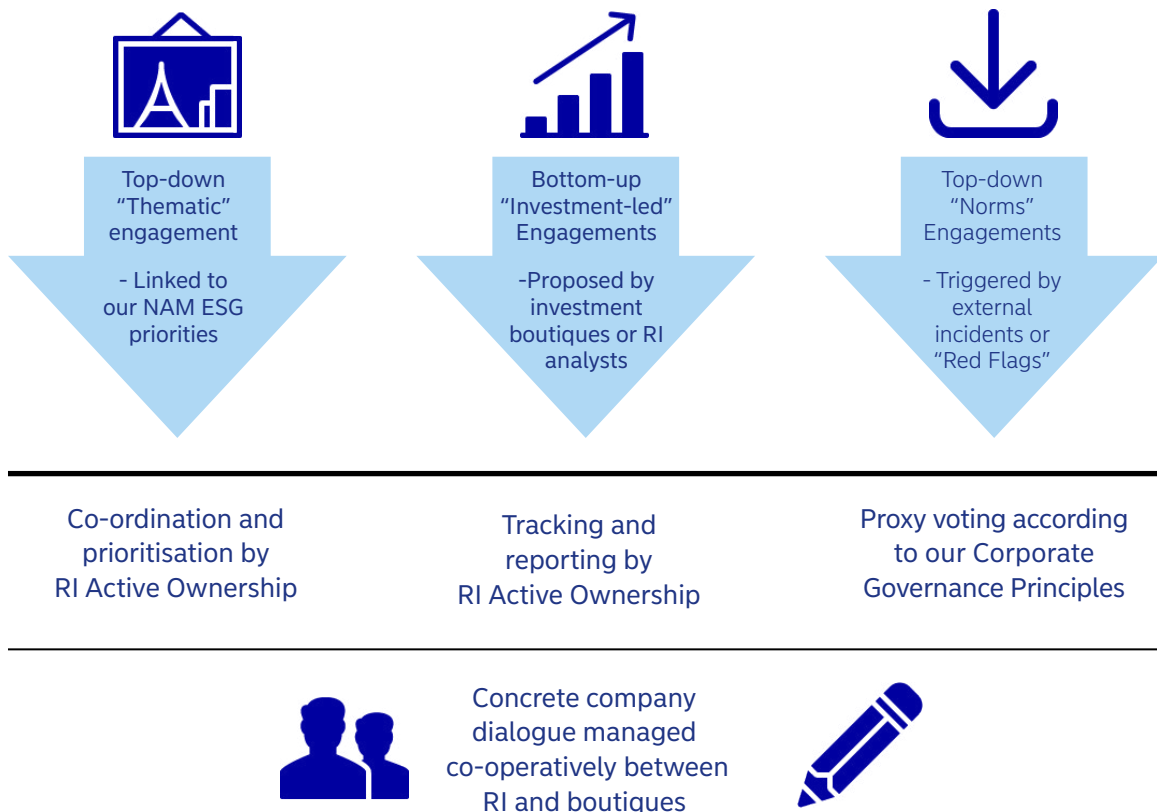 Top-down
“Thematic”
engagement
- Linked to
our NAM ESG
priorities
Bottom-up
“Investment-led”
Engagements
-Proposed by
investment
boutiques or RI
analysts
Top-down
“Norms”
Engagements
- Triggered by
external
incidents or
“Red Flags”
Co-ordination and
prioritisation by
RI Active Ownership
Tracking and
reporting by
RI Active Ownership
Proxy voting according
to our Corporate
Governance Principles
Concrete company
dialogue managed
co-operatively between
RI and boutiques